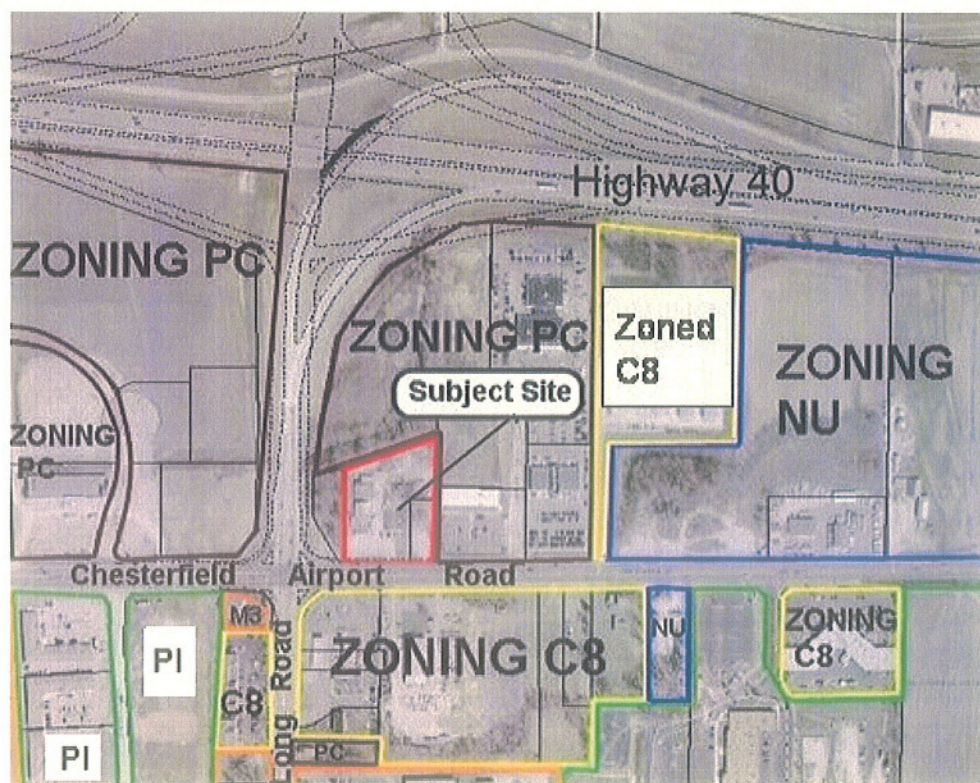 Highway 40
ZONING PC
ZONING PC
Zoned
C8
ZONING
NU
Subject Site
ZONING
PC
Chesterfield Airport Road
M3
PI
C8
Long Road
ZONING C8
NU
ZONING
C8
PC
PI